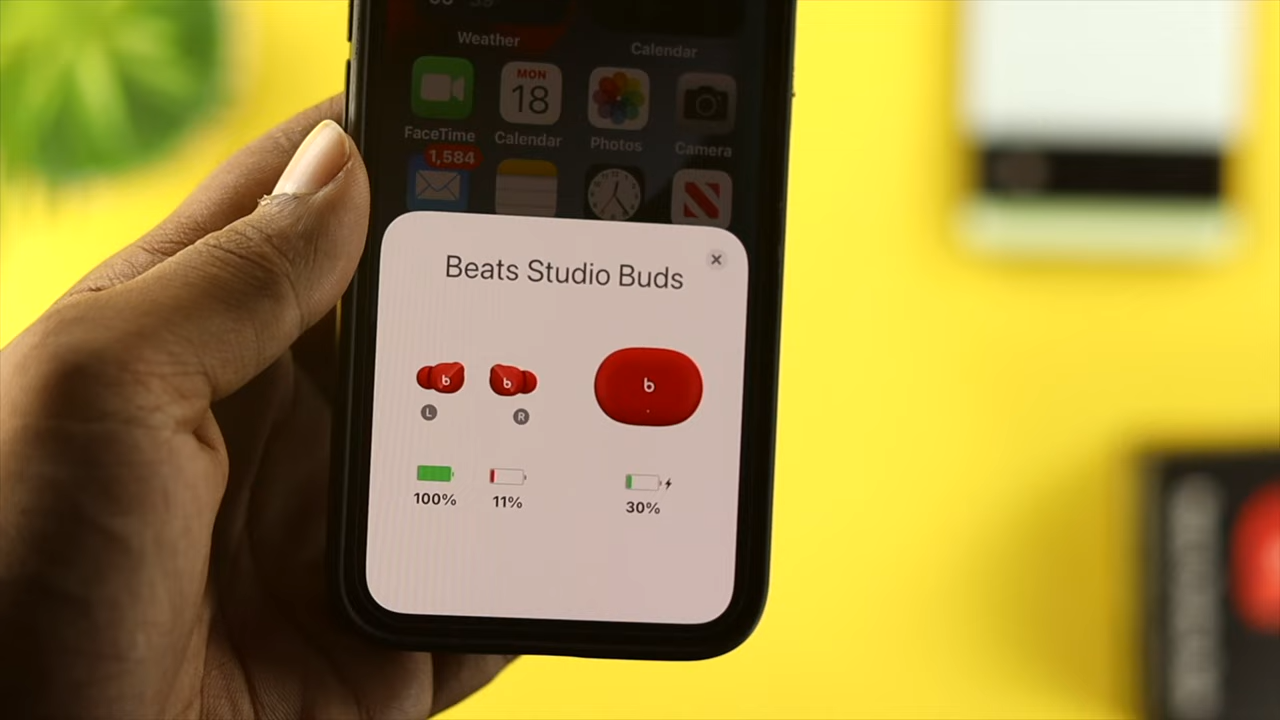 Weather
Calendar
MON
18
FaceTime
Calendar
Photos
Camera
1,584
Beats Studio Buds
b
b
b
L
R
100%
11%
30%